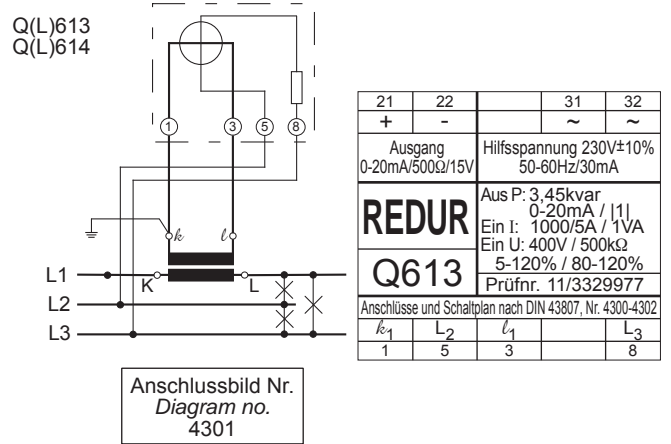 Q(L)613
Q(L)614
1 3 5 8
k l
K L
L1
L2
L3
Anschlussbild Nr.
Diagram no.
4301
21 22 31 32
+ - ~ ~
Ausgang
0-20mA/500Ω/15V
Hilfsspannung 230V±10%
50-60Hz/30mA
REDUR
Q613
Aus P: 3,45kvar
0-20mA / |1|
Ein I: 1000/5A / 1VA
Ein U: 400V / 500kΩ
5-120% / 80-120%
Prüfnr. 11/3329977
Anschlüsse und Schaltplan nach DIN 43807, Nr. 4300-4302
k1 L2 l1 L3
1 5 3 8